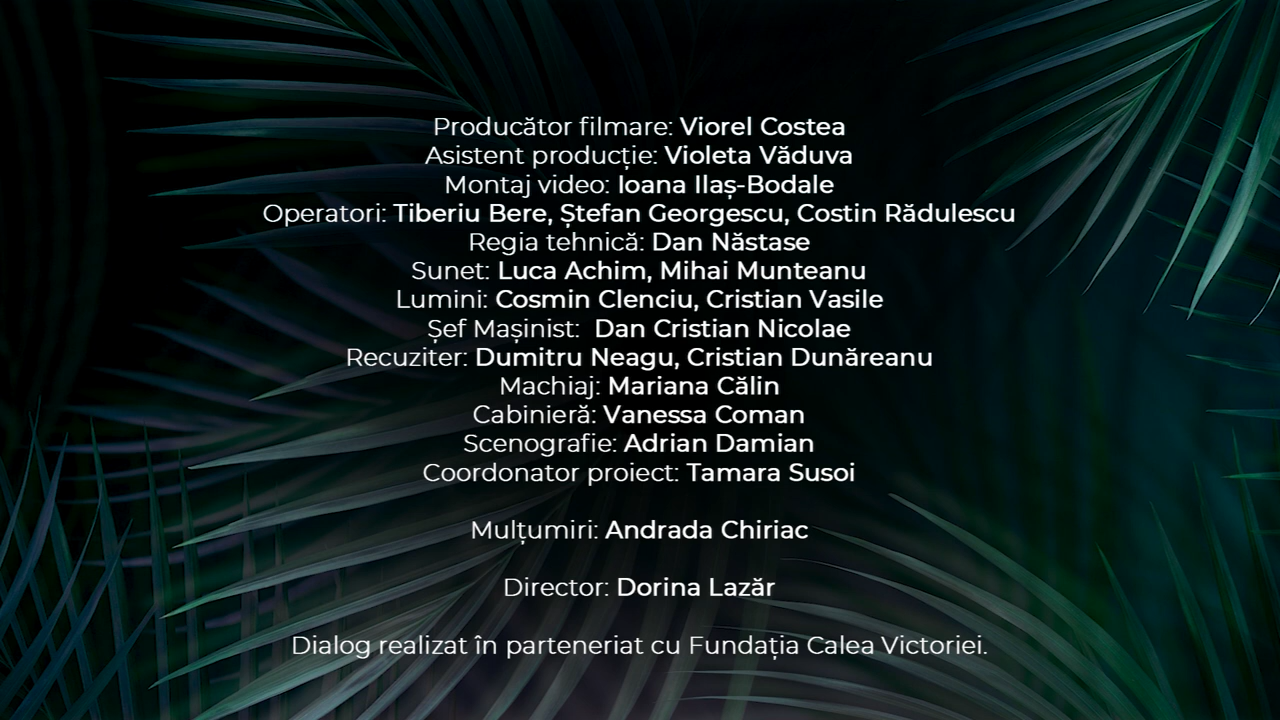 Producător filmare: Viorel Costea
Asistent producție: Violeta Văduva
Montaj video: Ioana Ilaș-Bodale
Operatori: Tiberiu Bere, Ștefan Georgescu, Costin Rădulescu
Regia tehnică: Dan Năstase
Sunet: Luca Achim, Mihai Munteanu
Lumini: Cosmin Clenciu, Cristian Vasile
Șef Mașinist: Dan Cristian Nicolae
Recuziter: Dumitru Neagu, Cristian Dunăreanu
Machiaj: Mariana Călin
Cabinieră: Vanessa Coman
Scenografie: Adrian Damian
Coordonator proiect: Tamara Susoi
Mulțumiri: Andrada Chiriac
Director: Dorina Lazăr
Dialog realizat în parteneriat cu Fundația Calea Victoriei.